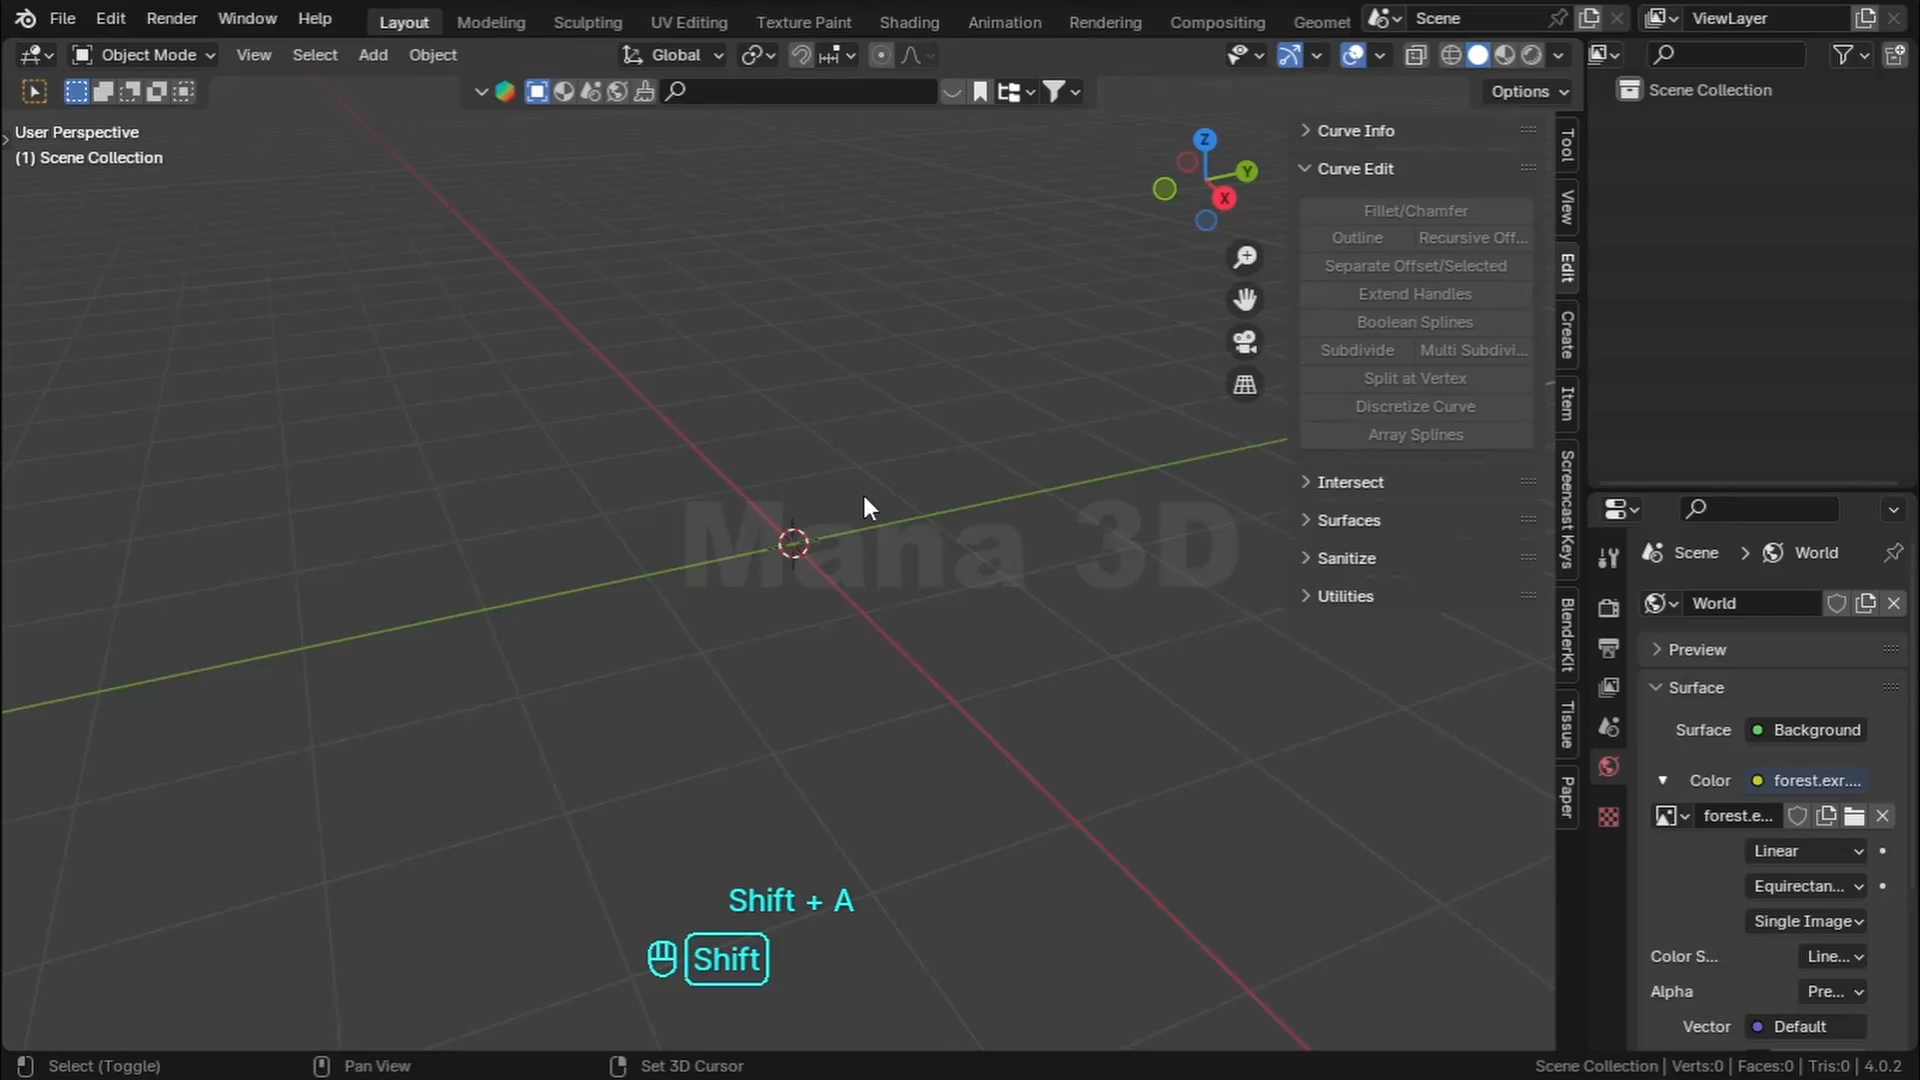 File Edit Render Window Help
Layout Modeling Sculpting UV Editing Texture Paint Shading Animation Rendering Compositing Geomet
Scene
ViewLayer
Object Mode View Select Add Object
Global
Options
User Perspective
(1) Scene Collection
Z
Y
X
Curve Info
Curve Edit
Fillet/Chamfer
Outline Recursive Off...
Separate Offset/Selected
Extend Handles
Boolean Splines
Subdivide Multi Subdivi...
Split at Vertex
Discretize Curve
Array Splines
Intersect
Surfaces
Sanitize
Utilities
Tool
View
Edit
Create
Item
Screencast Keys
BlenderKit
Tissue
Paper
Scene Collection
Scene World
World
Preview
Surface
Surface Background
Color forest.exr....
forest.e...
Linear
Equirectan...
Single Image
Color S... Line...
Alpha Pre...
Vector Default
Mana 3D
Shift + A
Shift
Select (Toggle) Pan View Set 3D Cursor
Scene Collection | Verts:0 | Faces:0 | Tris:0 | 4.0.2